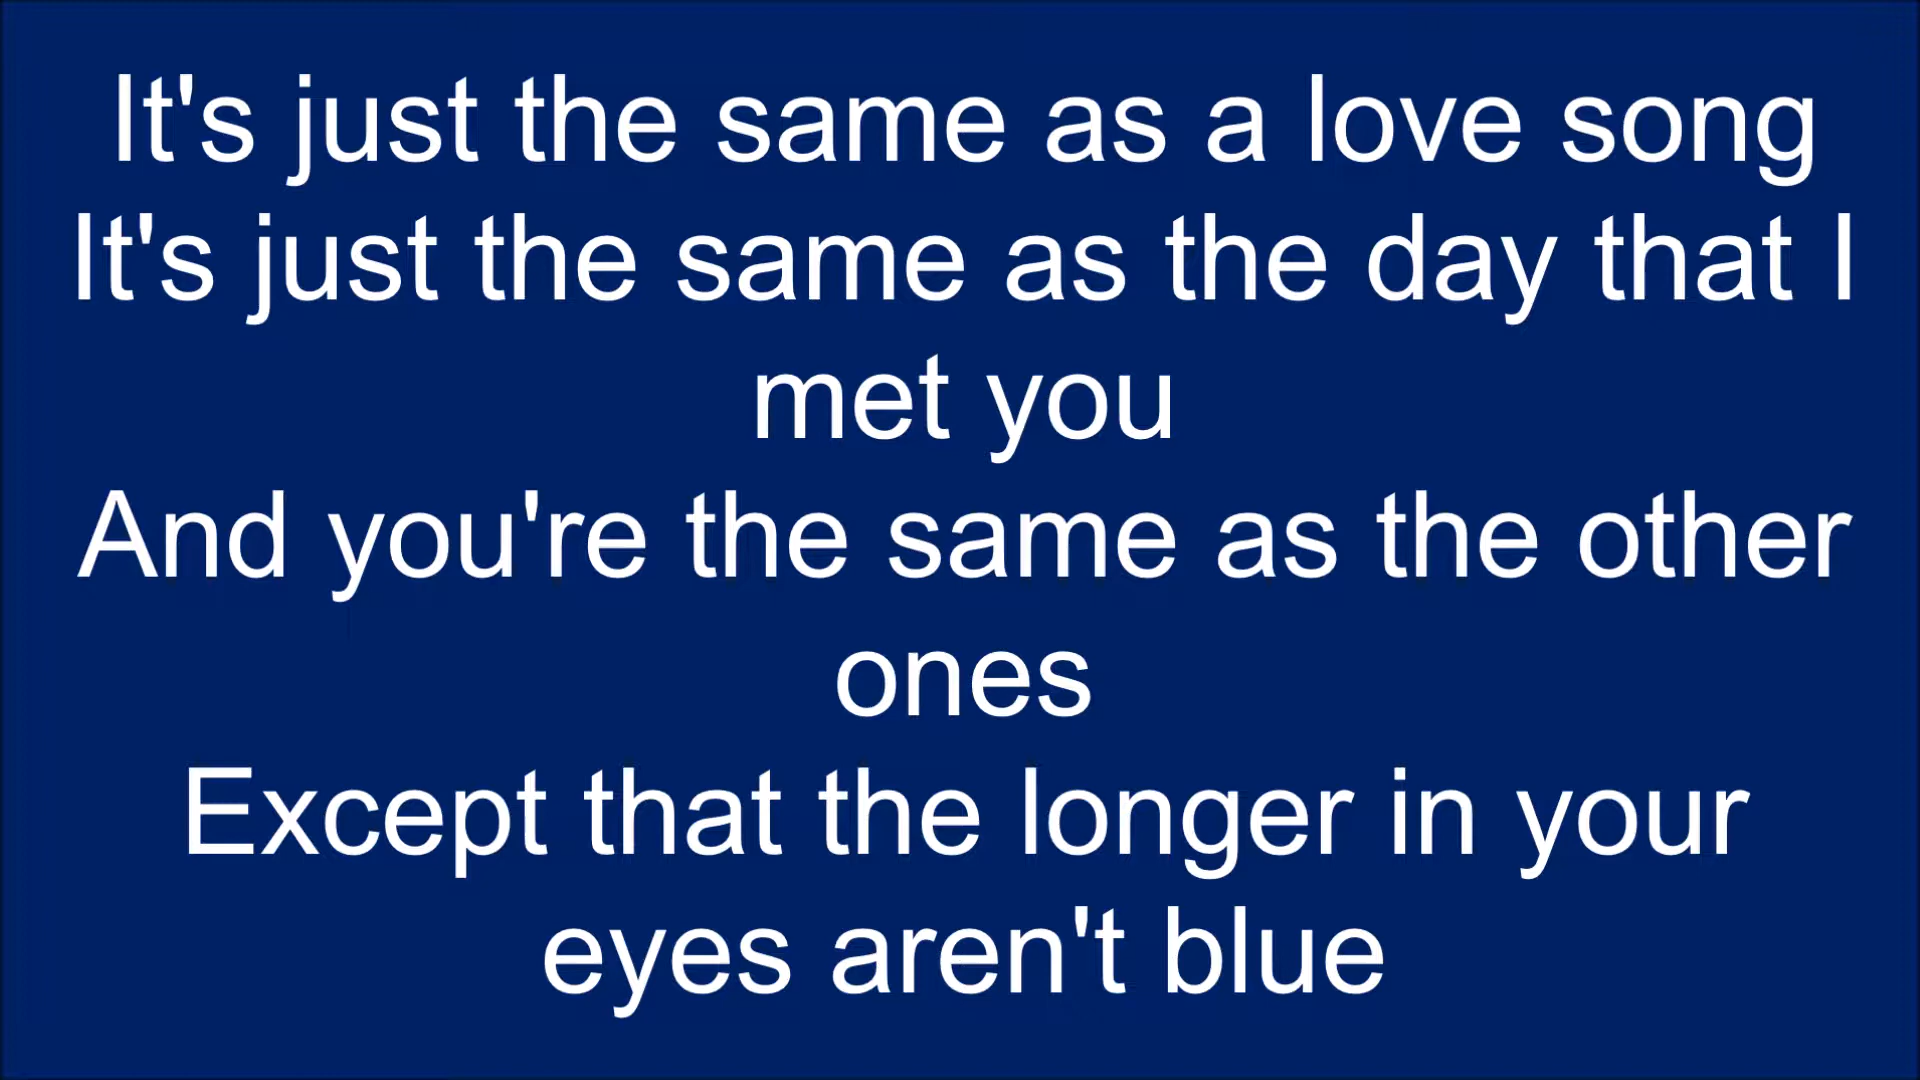 It's just the same as a love song
It's just the same as the day that I
met you
And you're the same as the other
ones
Except that the longer in your
eyes aren't blue